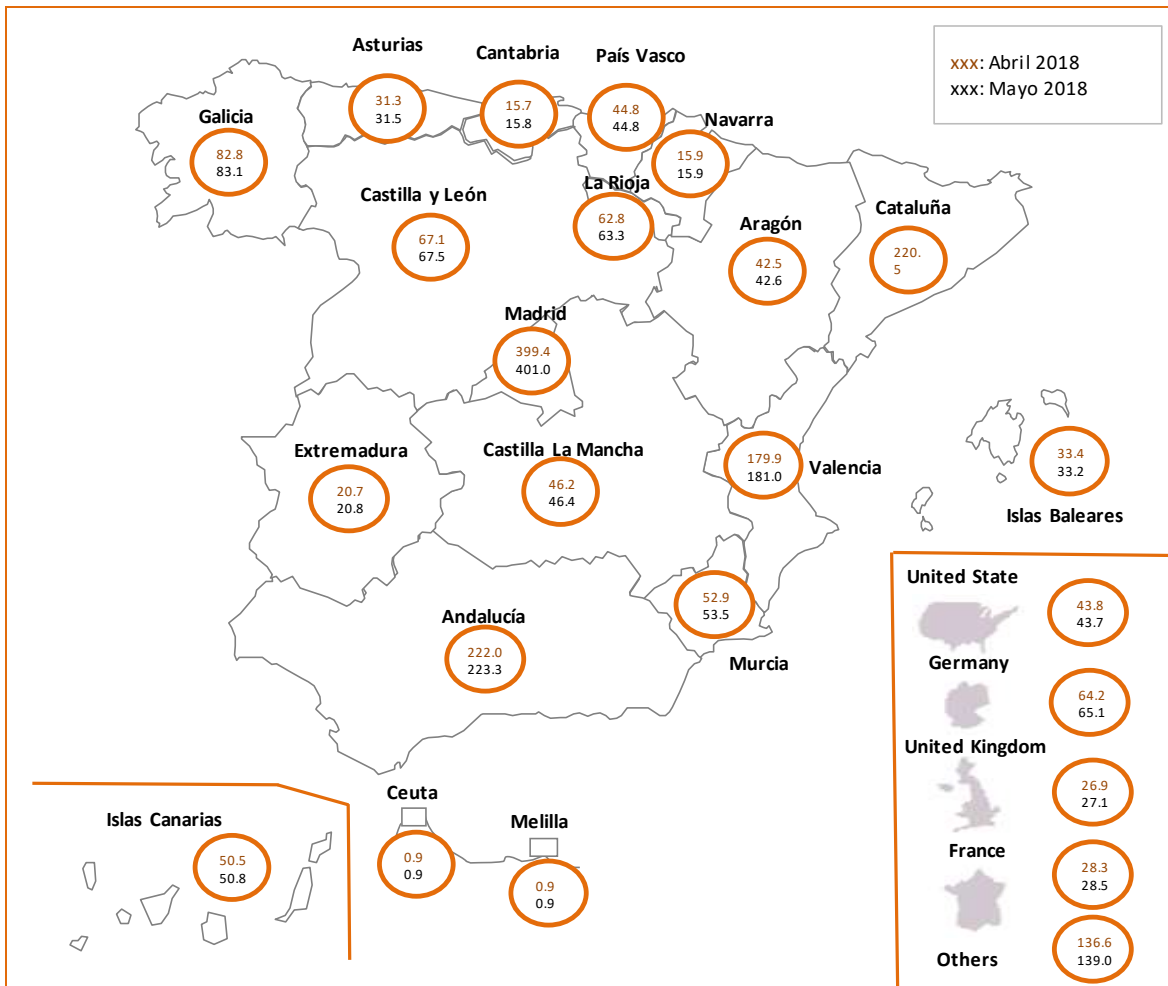 xxx: Abril 2018
xxx: Mayo 2018
Asturias
31.3
31.5
Cantabria
15.7
15.8
País Vasco
44.8
44.8
Galicia
82.8
83.1
Navarra
15.9
15.9
Castilla y León
67.1
67.5
La Rioja
62.8
63.3
Aragón
42.5
42.6
Cataluña
220.
5
Madrid
399.4
401.0
Extremadura
20.7
20.8
Castilla La Mancha
46.2
46.4
179.9
181.0
Valencia
33.4
33.2
Islas Baleares
Andalucía
222.0
223.3
52.9
53.5
Murcia
United State
43.8
43.7
Germany
64.2
65.1
United Kingdom
26.9
27.1
France
28.3
28.5
Others
136.6
139.0
Islas Canarias
50.5
50.8
Ceuta
0.9
0.9
Melilla
0.9
0.9